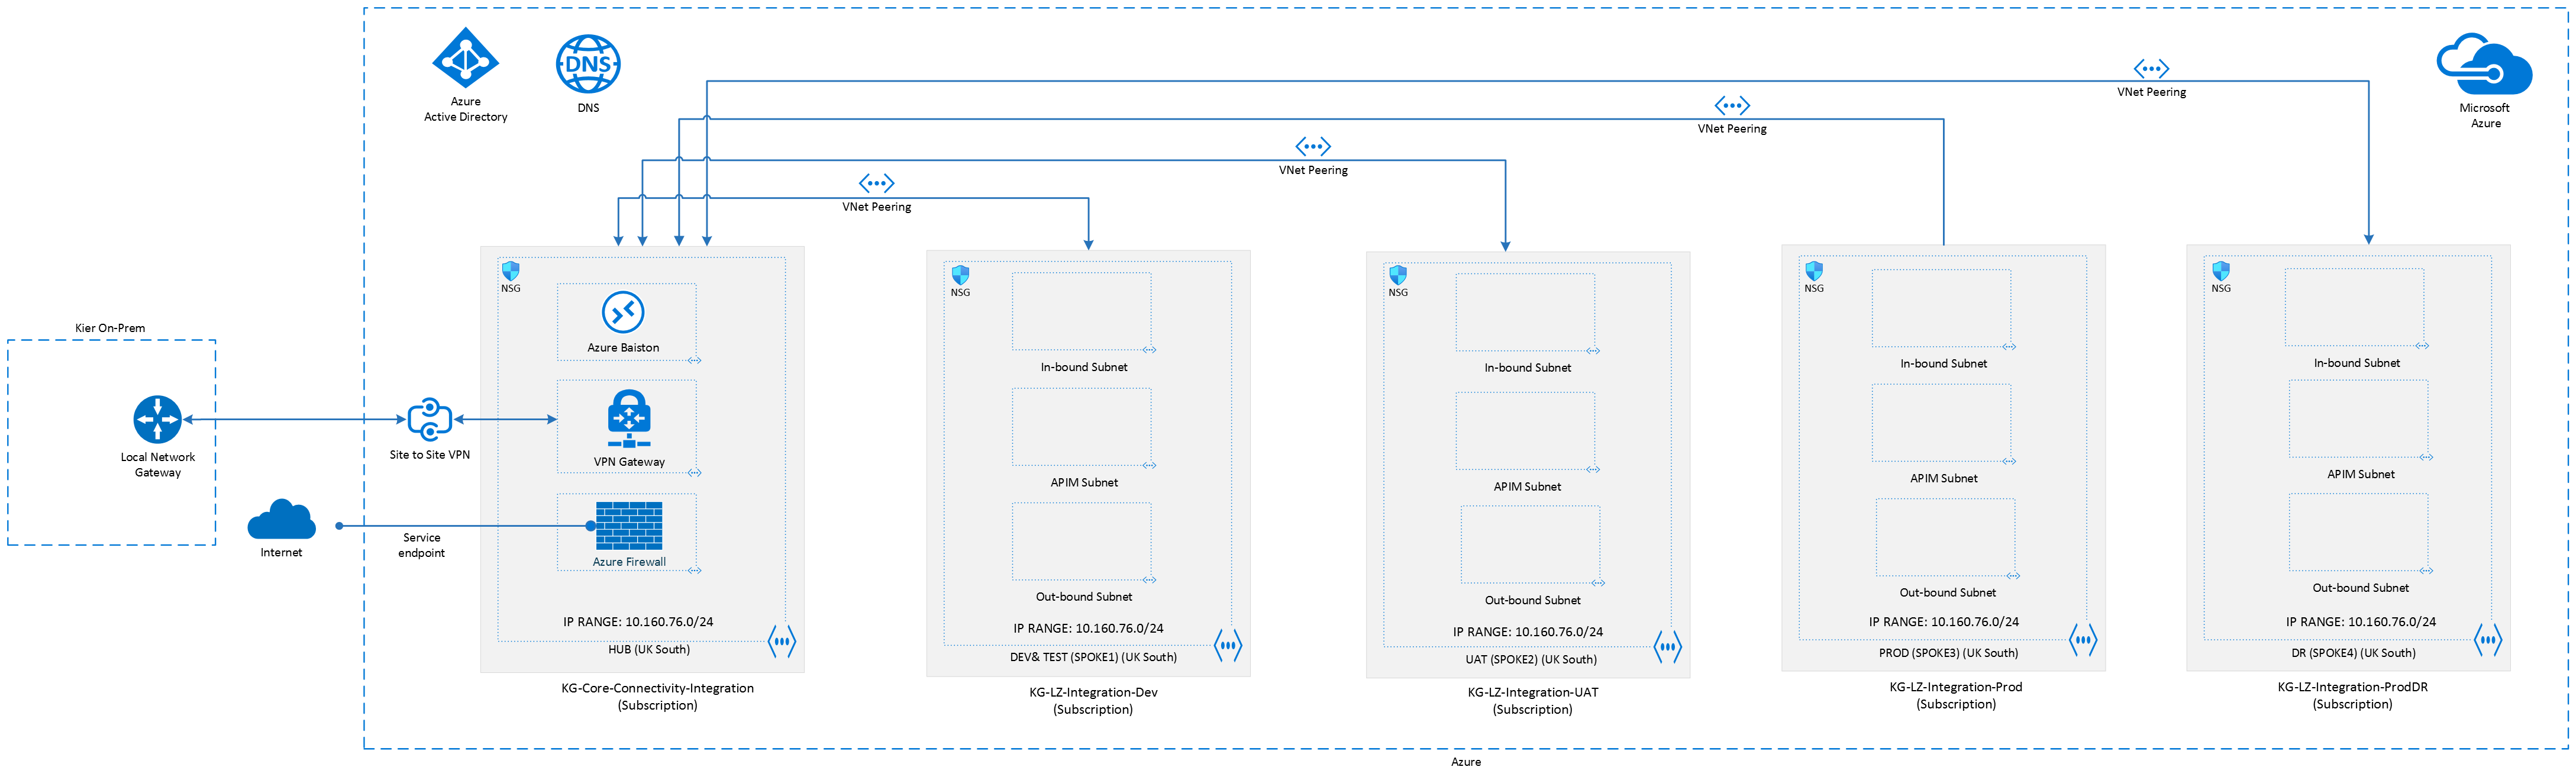 Azure
Active Directory
DNS
DNS
Microsoft
Azure
VNet Peering
VNet Peering
VNet Peering
VNet Peering
Kier On-Prem
Local Network
Gateway
Internet
Site to Site VPN
Service
endpoint
NSG
Azure Baiston
VPN Gateway
Azure Firewall
IP RANGE: 10.160.76.0/24
HUB (UK South)
KG-Core-Connectivity-Integration
(Subscription)
NSG
In-bound Subnet
APIM Subnet
Out-bound Subnet
IP RANGE: 10.160.76.0/24
DEV& TEST (SPOKE1) (UK South)
KG-LZ-Integration-Dev
(Subscription)
NSG
In-bound Subnet
APIM Subnet
Out-bound Subnet
IP RANGE: 10.160.76.0/24
UAT (SPOKE2) (UK South)
KG-LZ-Integration-UAT
(Subscription)
NSG
In-bound Subnet
APIM Subnet
Out-bound Subnet
IP RANGE: 10.160.76.0/24
PROD (SPOKE3) (UK South)
KG-LZ-Integration-Prod
(Subscription)
NSG
In-bound Subnet
APIM Subnet
Out-bound Subnet
IP RANGE: 10.160.76.0/24
DR (SPOKE4) (UK South)
KG-LZ-Integration-ProdDR
(Subscription)
Azure